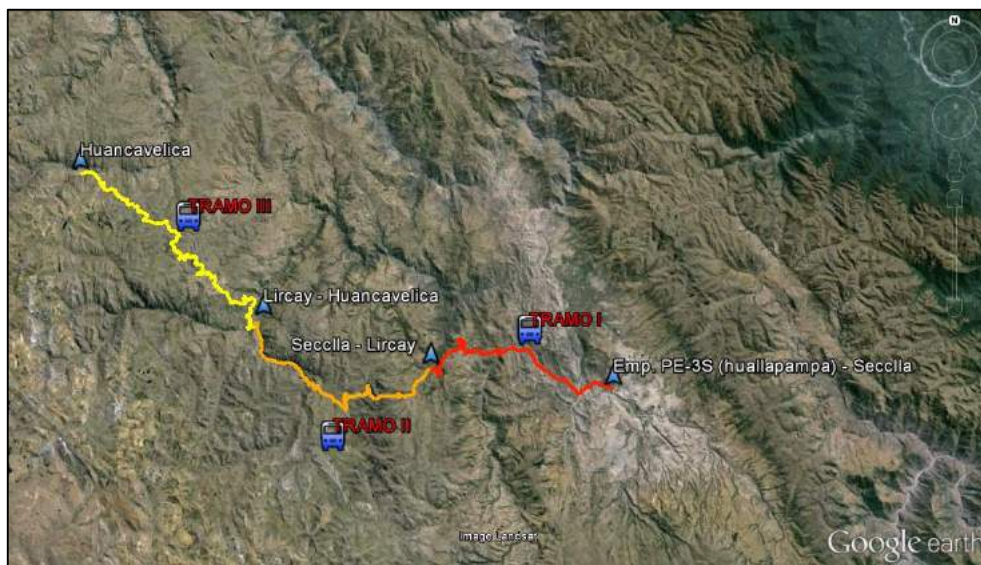 N
Huancavelica
TRAMO III
Lircay - Huancavelica
TRAMO I
Secclla - Lircay
Emp. PE-3S (huallapampa) - Secclla
TRAMO II
Image Landsat
Google earth